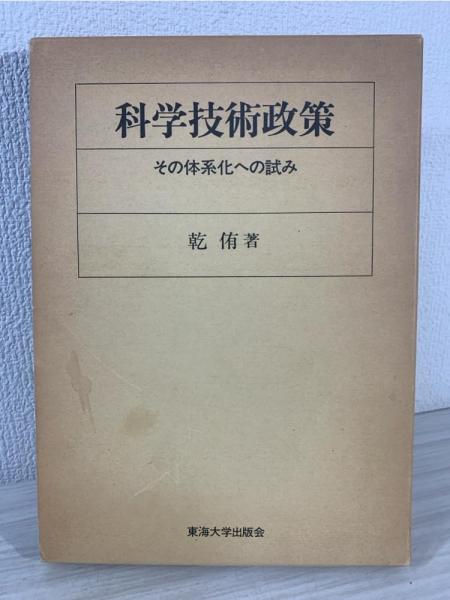 科学技術政策
その体系化への試み
乾 侑 著
東海大学出版会